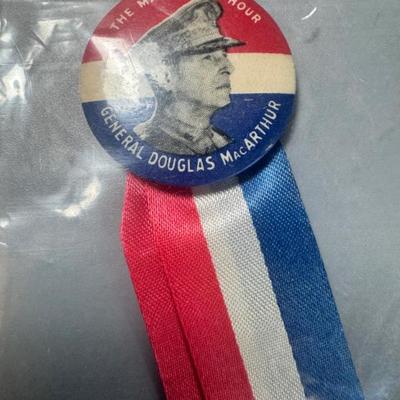 THE M HOUR
GENERAL DOUGLAS MacARTHUR